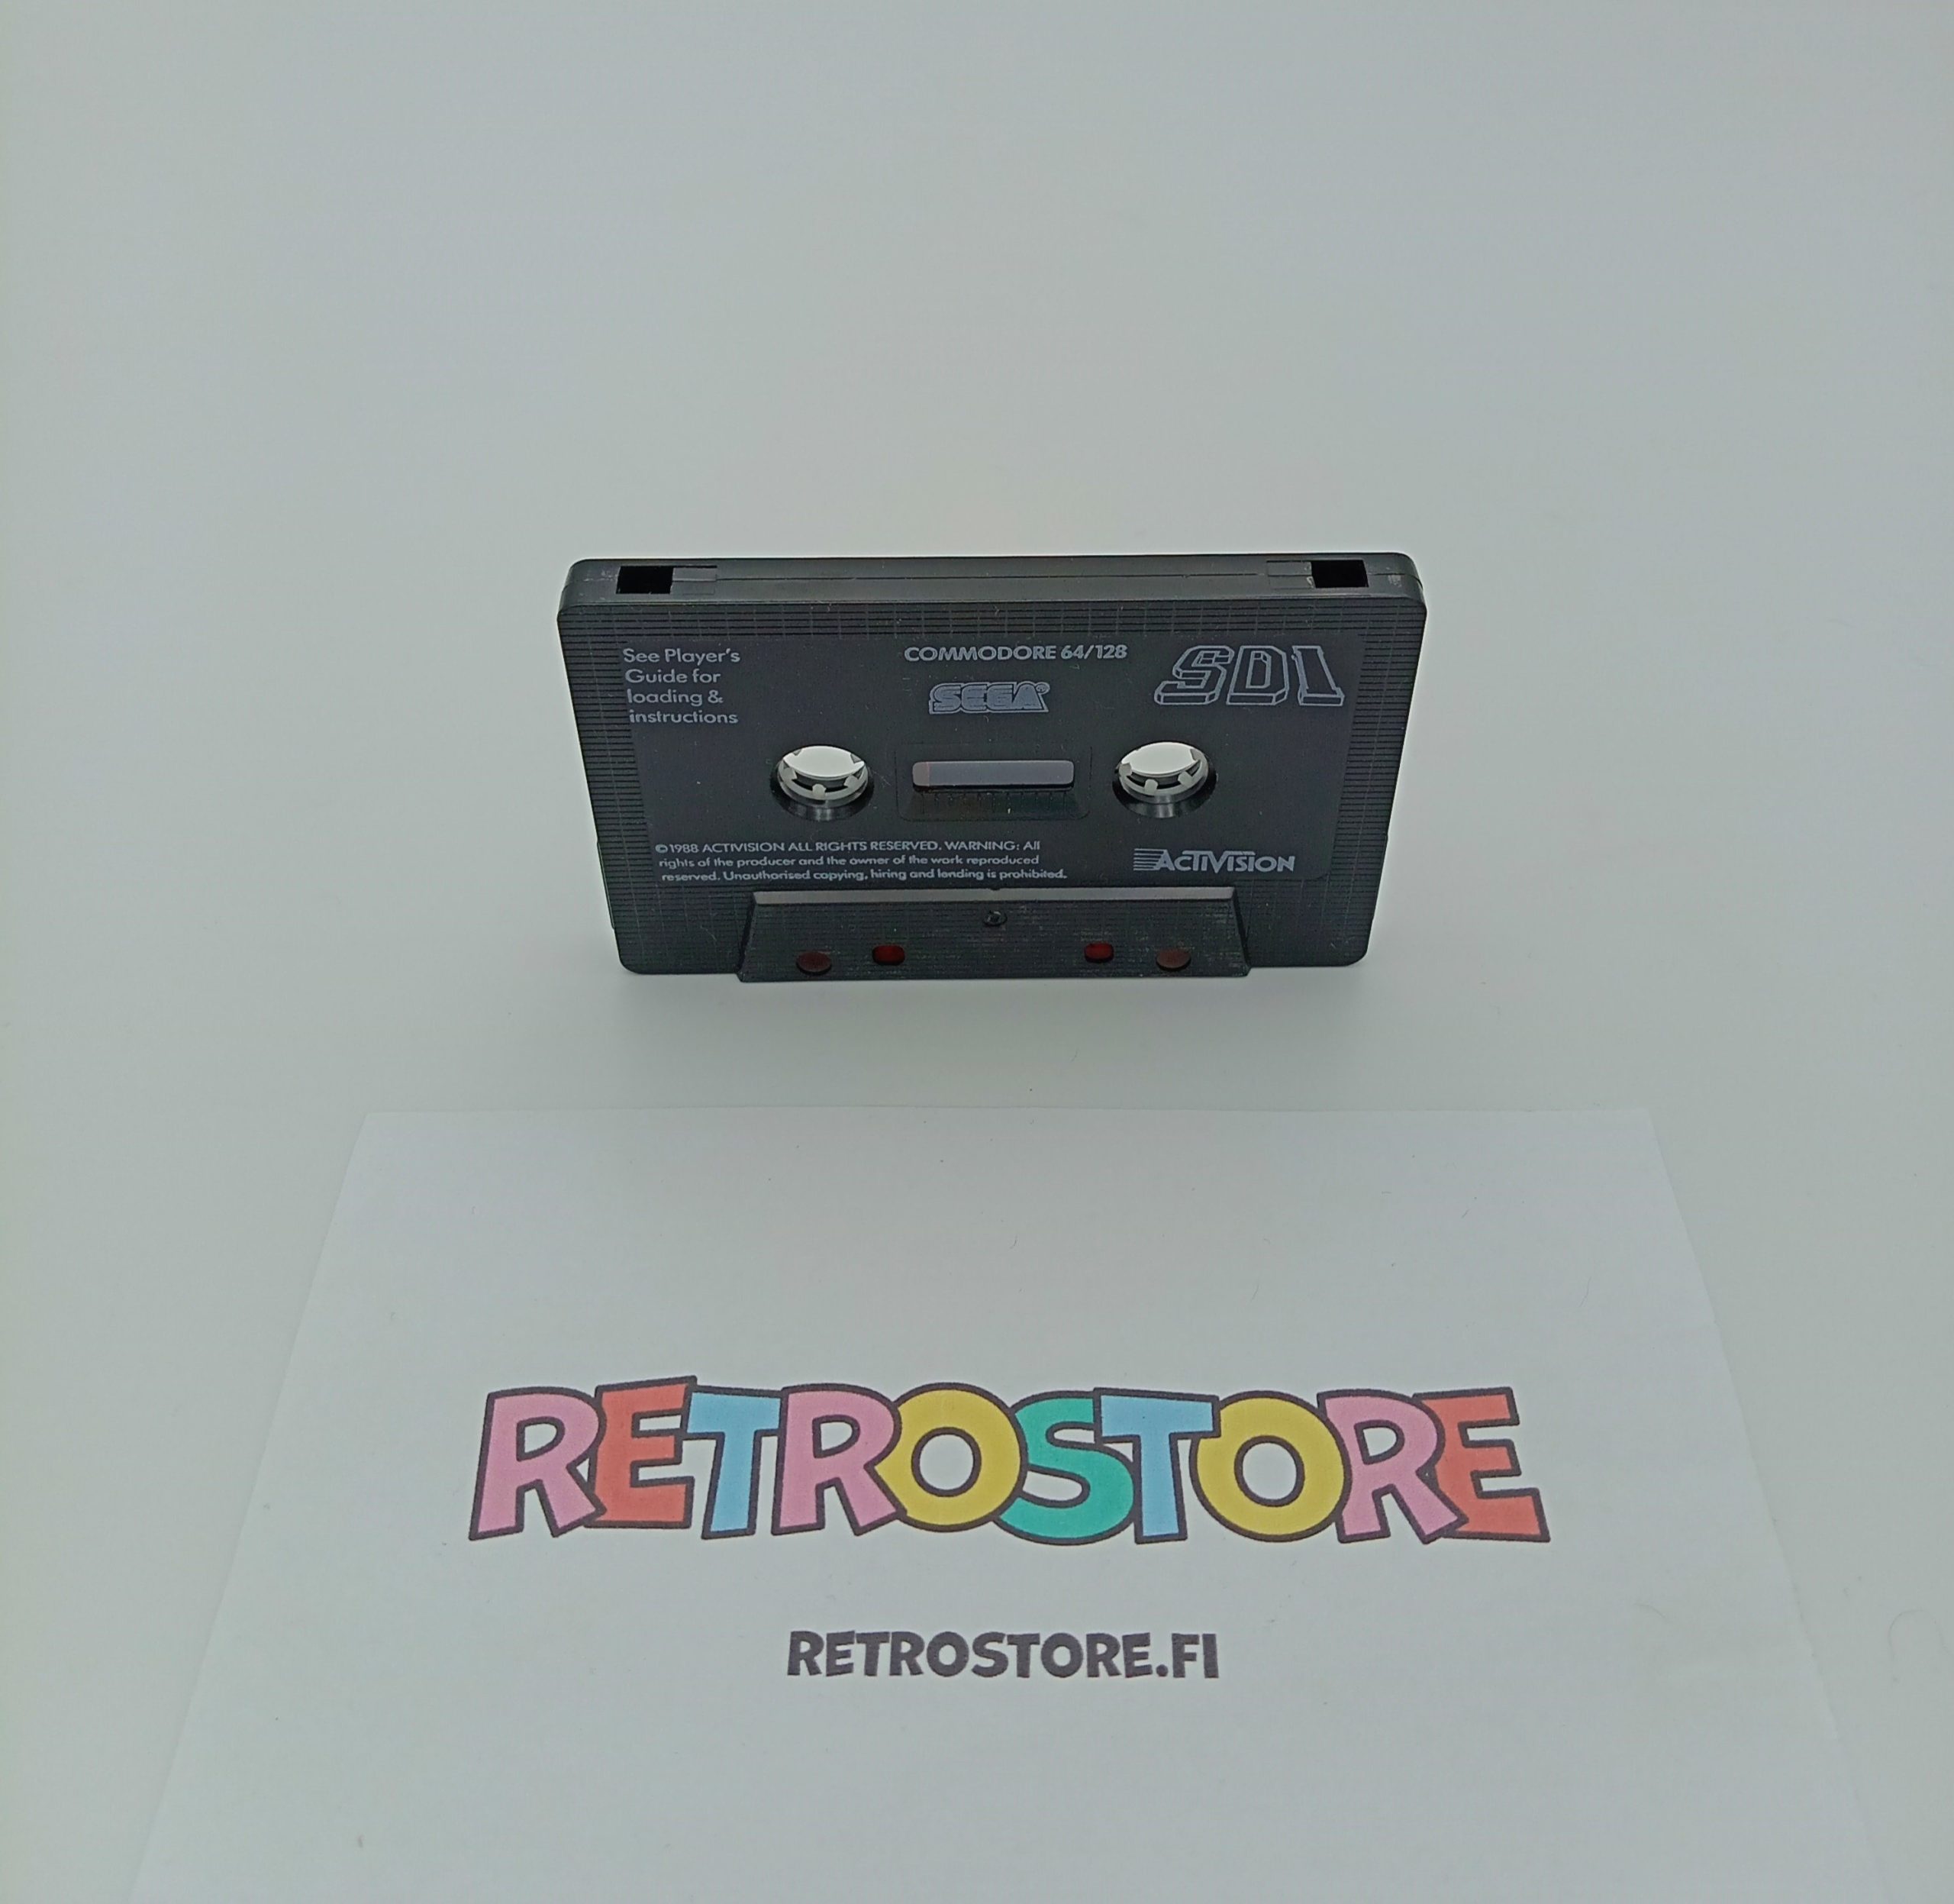 See Player's
Guide for
loading &
instructions
COMMODORE 64/128
SEGA®
SDI
©1988 ACTIVISION ALL RIGHTS RESERVED. WARNING: All
rights of the producer and the owner of the work reproduced
reserved. Unauthorised copying, hiring and lending is prohibited.
ACTIVISION
RETROSTORE
RETROSTORE.FI